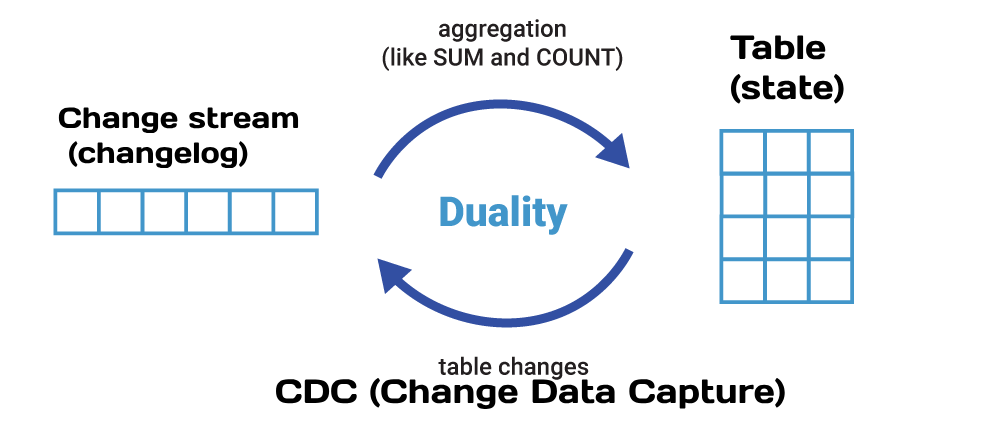 aggregation
(like SUM and COUNT)
Table
(state)
Change stream
(changelog)
Duality
table changes
CDC (Change Data Capture)